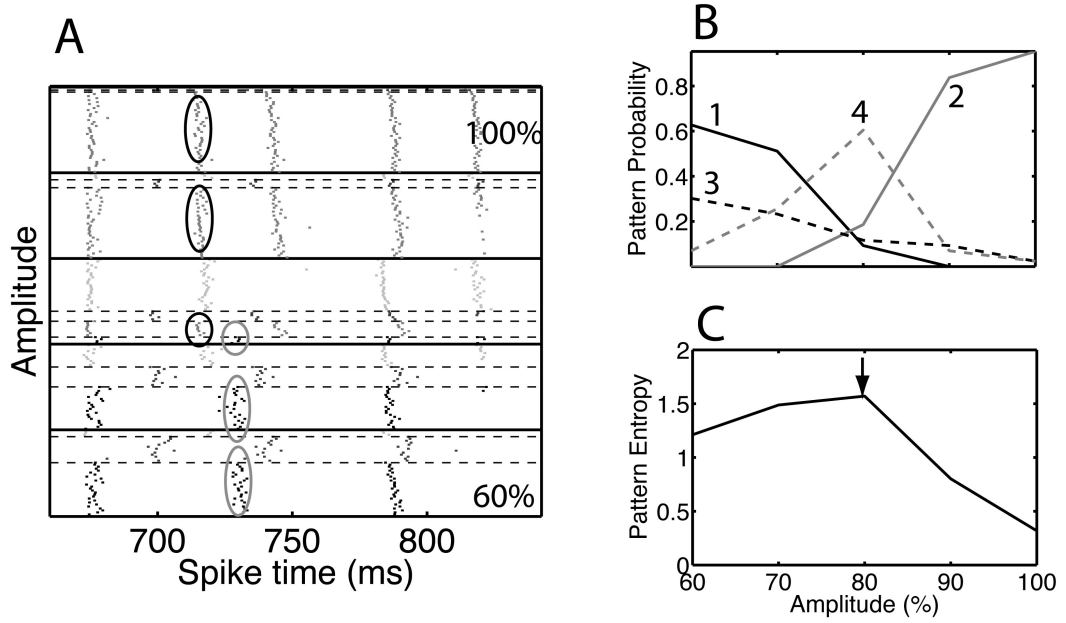 A
100%
60%
Amplitude
700 750 800
Spike time (ms)
B
Pattern Probability
0.8
0.6
0.4
0.2
1
2
3
4
C
Pattern Entropy
2
1.5
1
0.5
0
60 70 80 90 100
Amplitude (%)